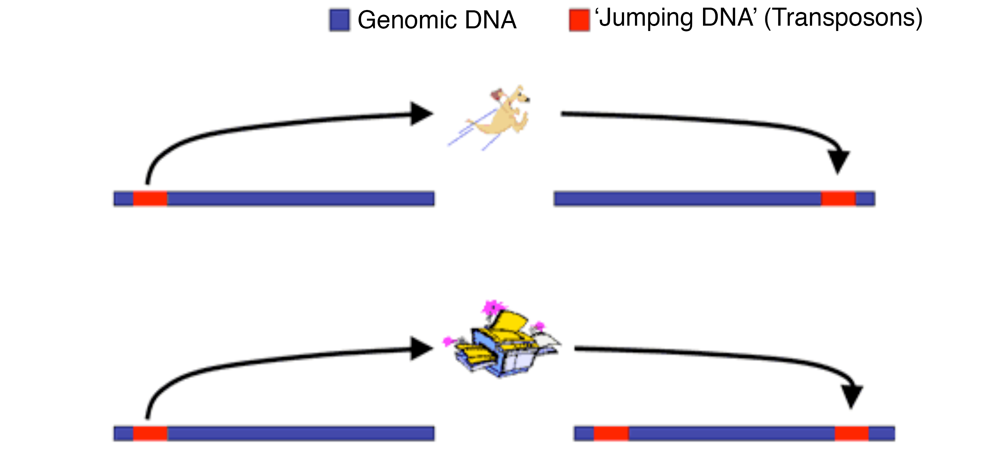 Genomic DNA
‘Jumping DNA’ (Transposons)